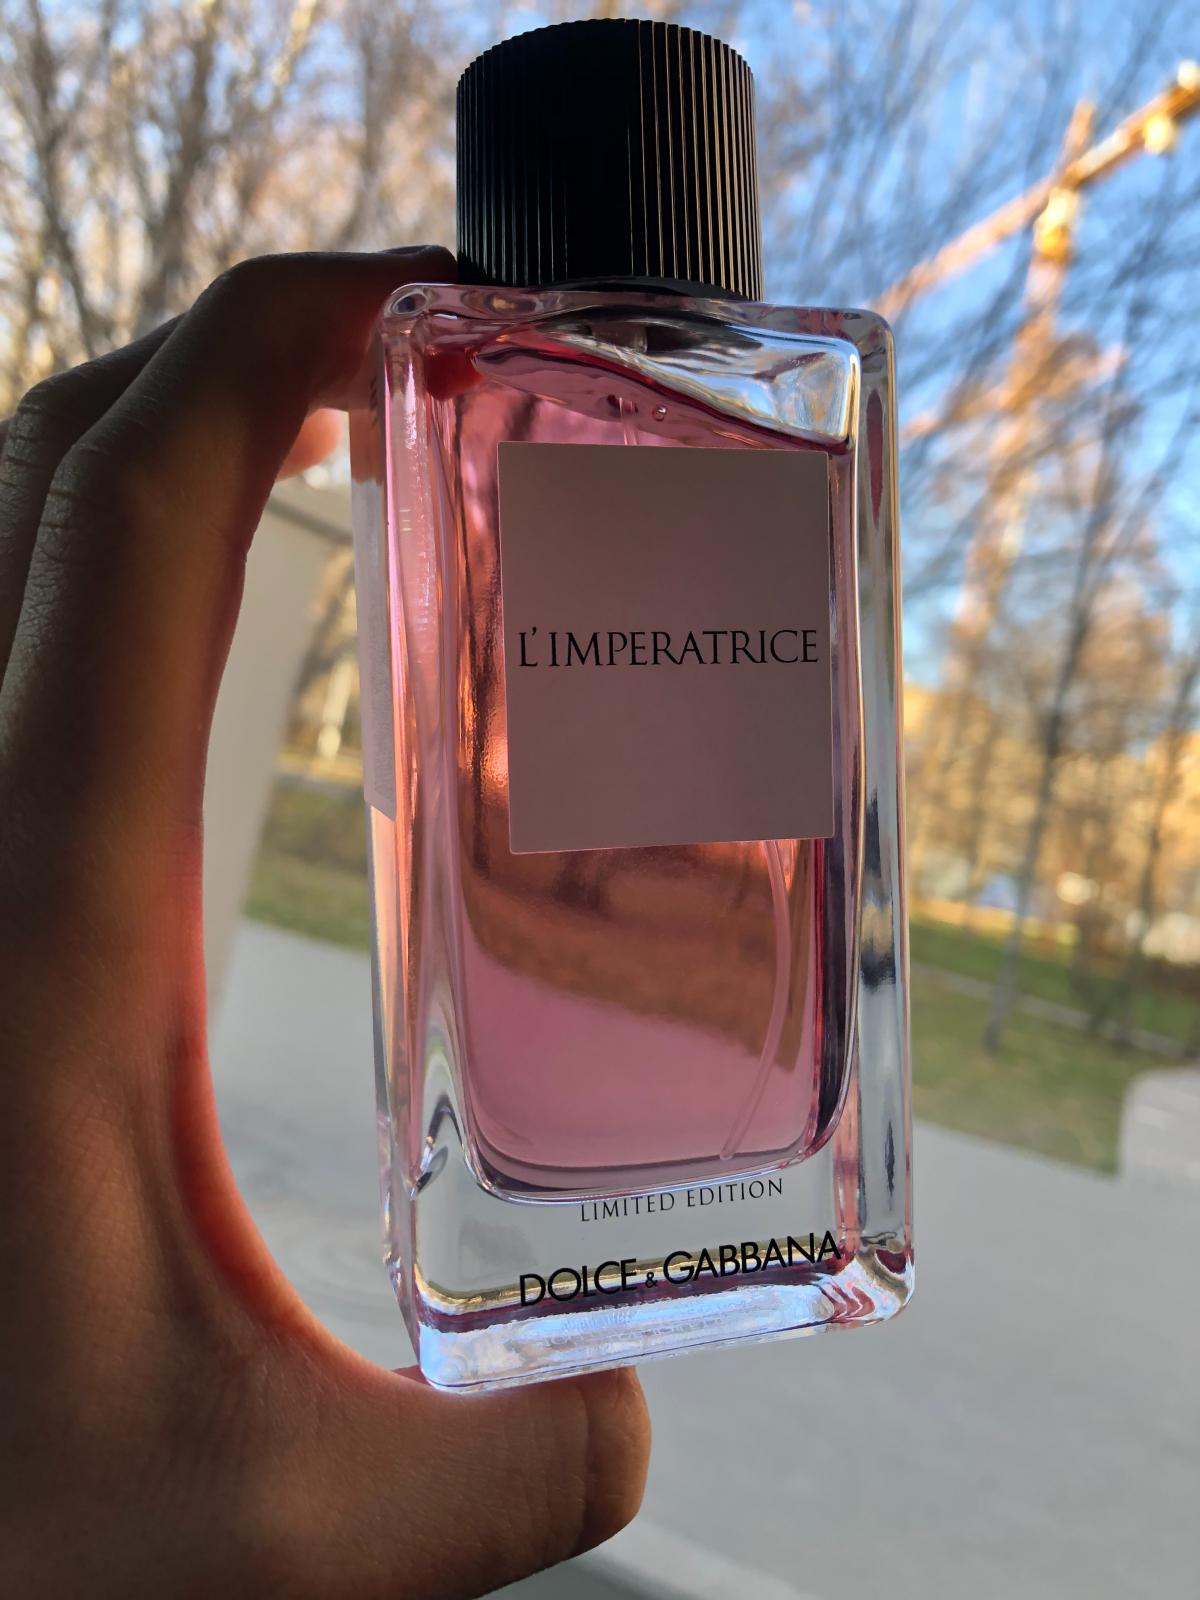 L'IMPERATRICE
LIMITED EDITION
DOLCE & GABBANA